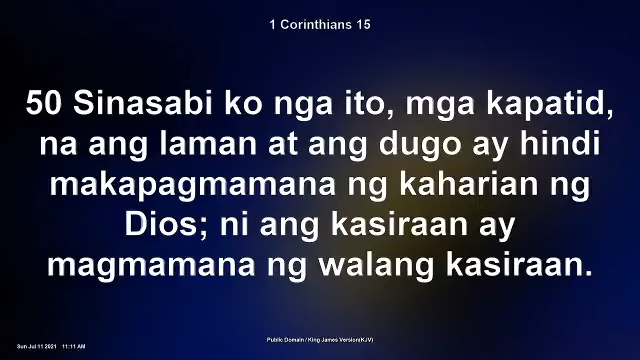 1 Corinthians 15
50 Sinasabi ko nga ito, mga kapatid,
na ang laman at ang dugo ay hindi
makapagmamana ng kaharian ng
Dios; ni ang kasiraan ay
magmamana ng walang kasiraan.
Public Domain / King James Version(KJV)
Sun Jul 11 2021 11:11 AM